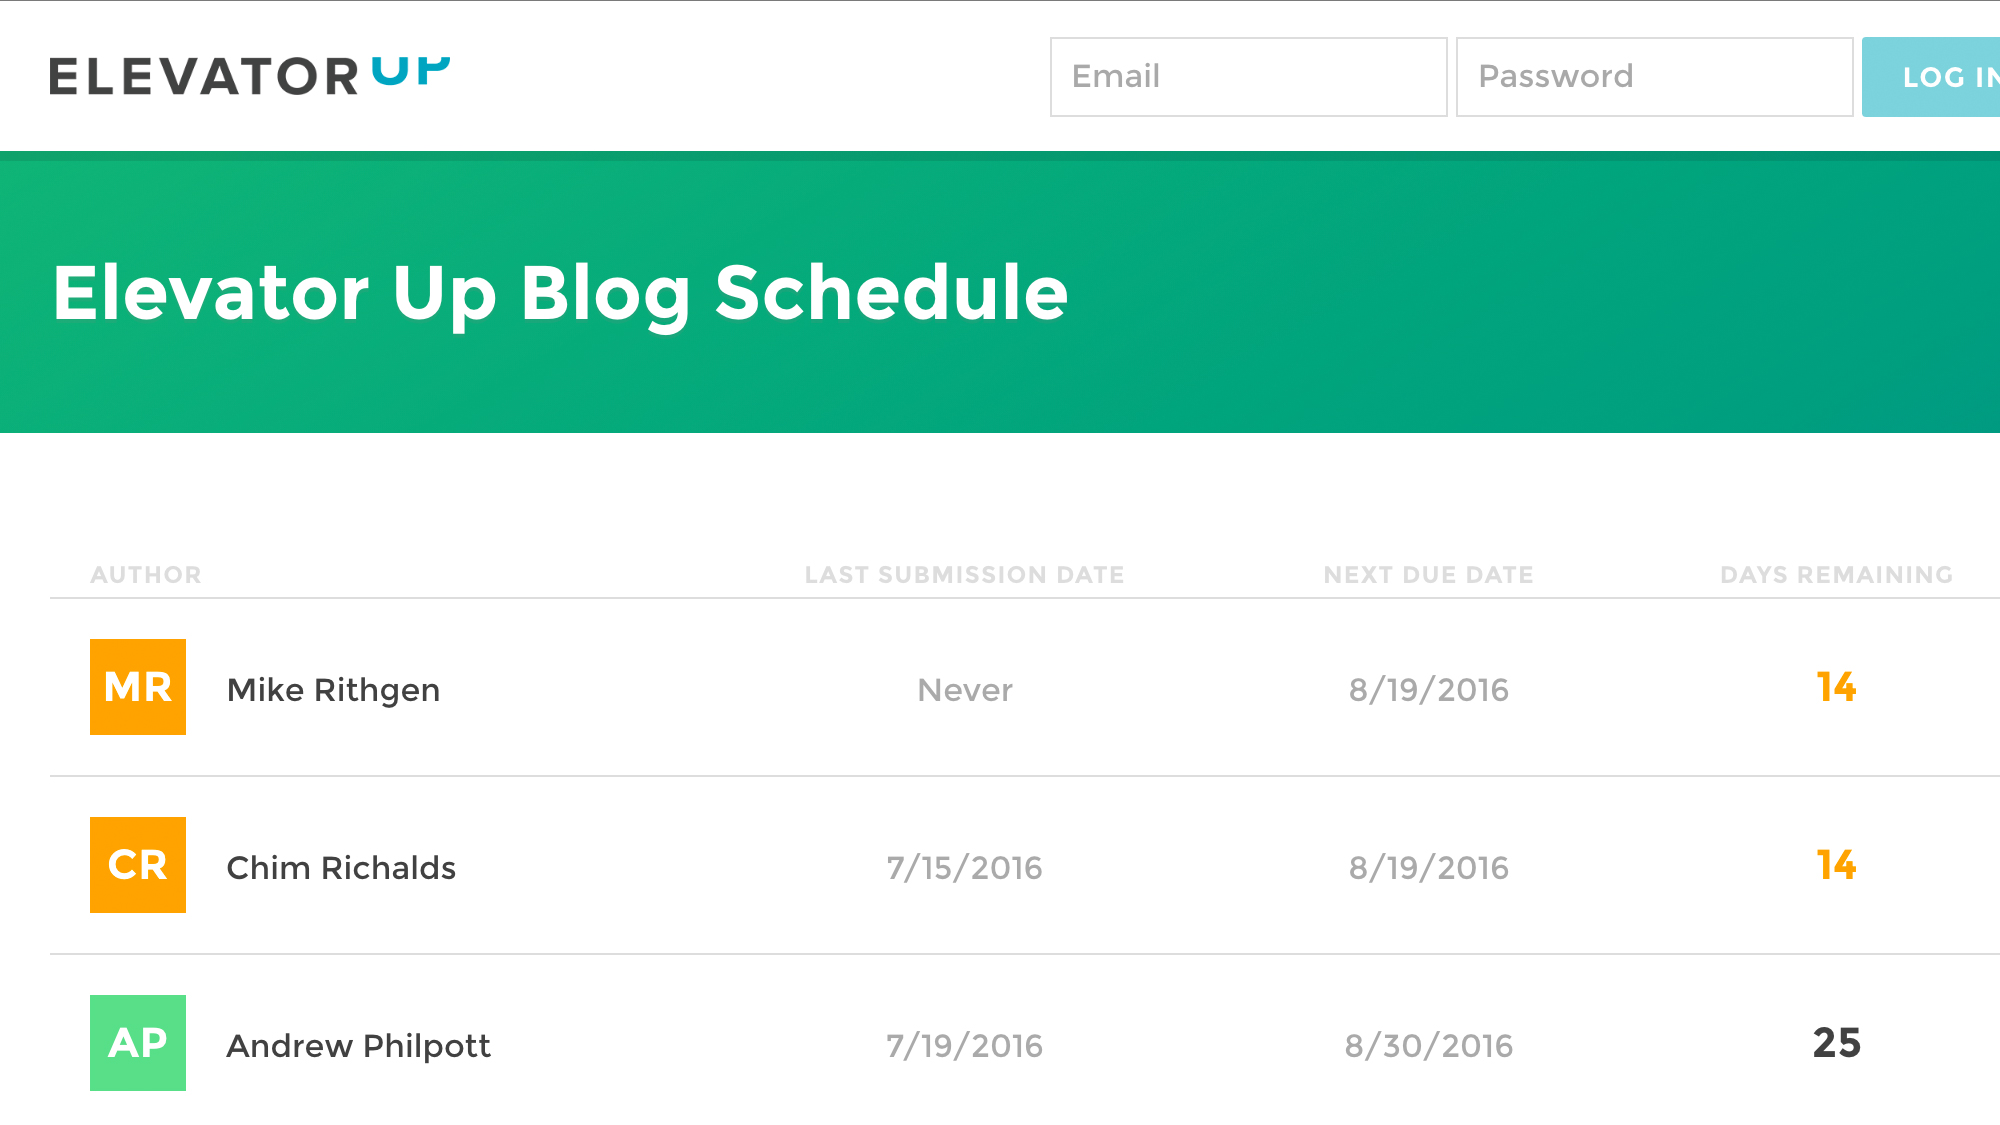 ELEVATOR UP
Email Password LOG IN
Elevator Up Blog Schedule
AUTHOR LAST SUBMISSION DATE NEXT DUE DATE DAYS REMAINING
MR Mike Rithgen Never 8/19/2016 14
CR Chim Richalds 7/15/2016 8/19/2016 14
AP Andrew Philpott 7/19/2016 8/30/2016 25